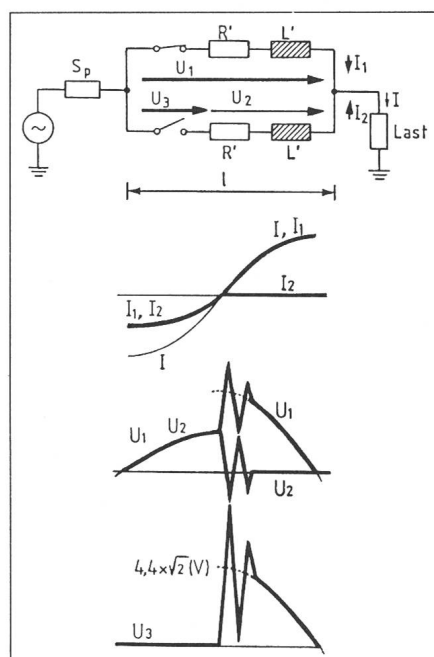 R' L'
Sₚ
U₁ I₁
U₃ U₂ I
I₂
Last
R' L'
l
I, I₁
I₂
I₁, I₂
I
U₁
U₁ U₂
U₂
4,4×√2 (V)
U₃